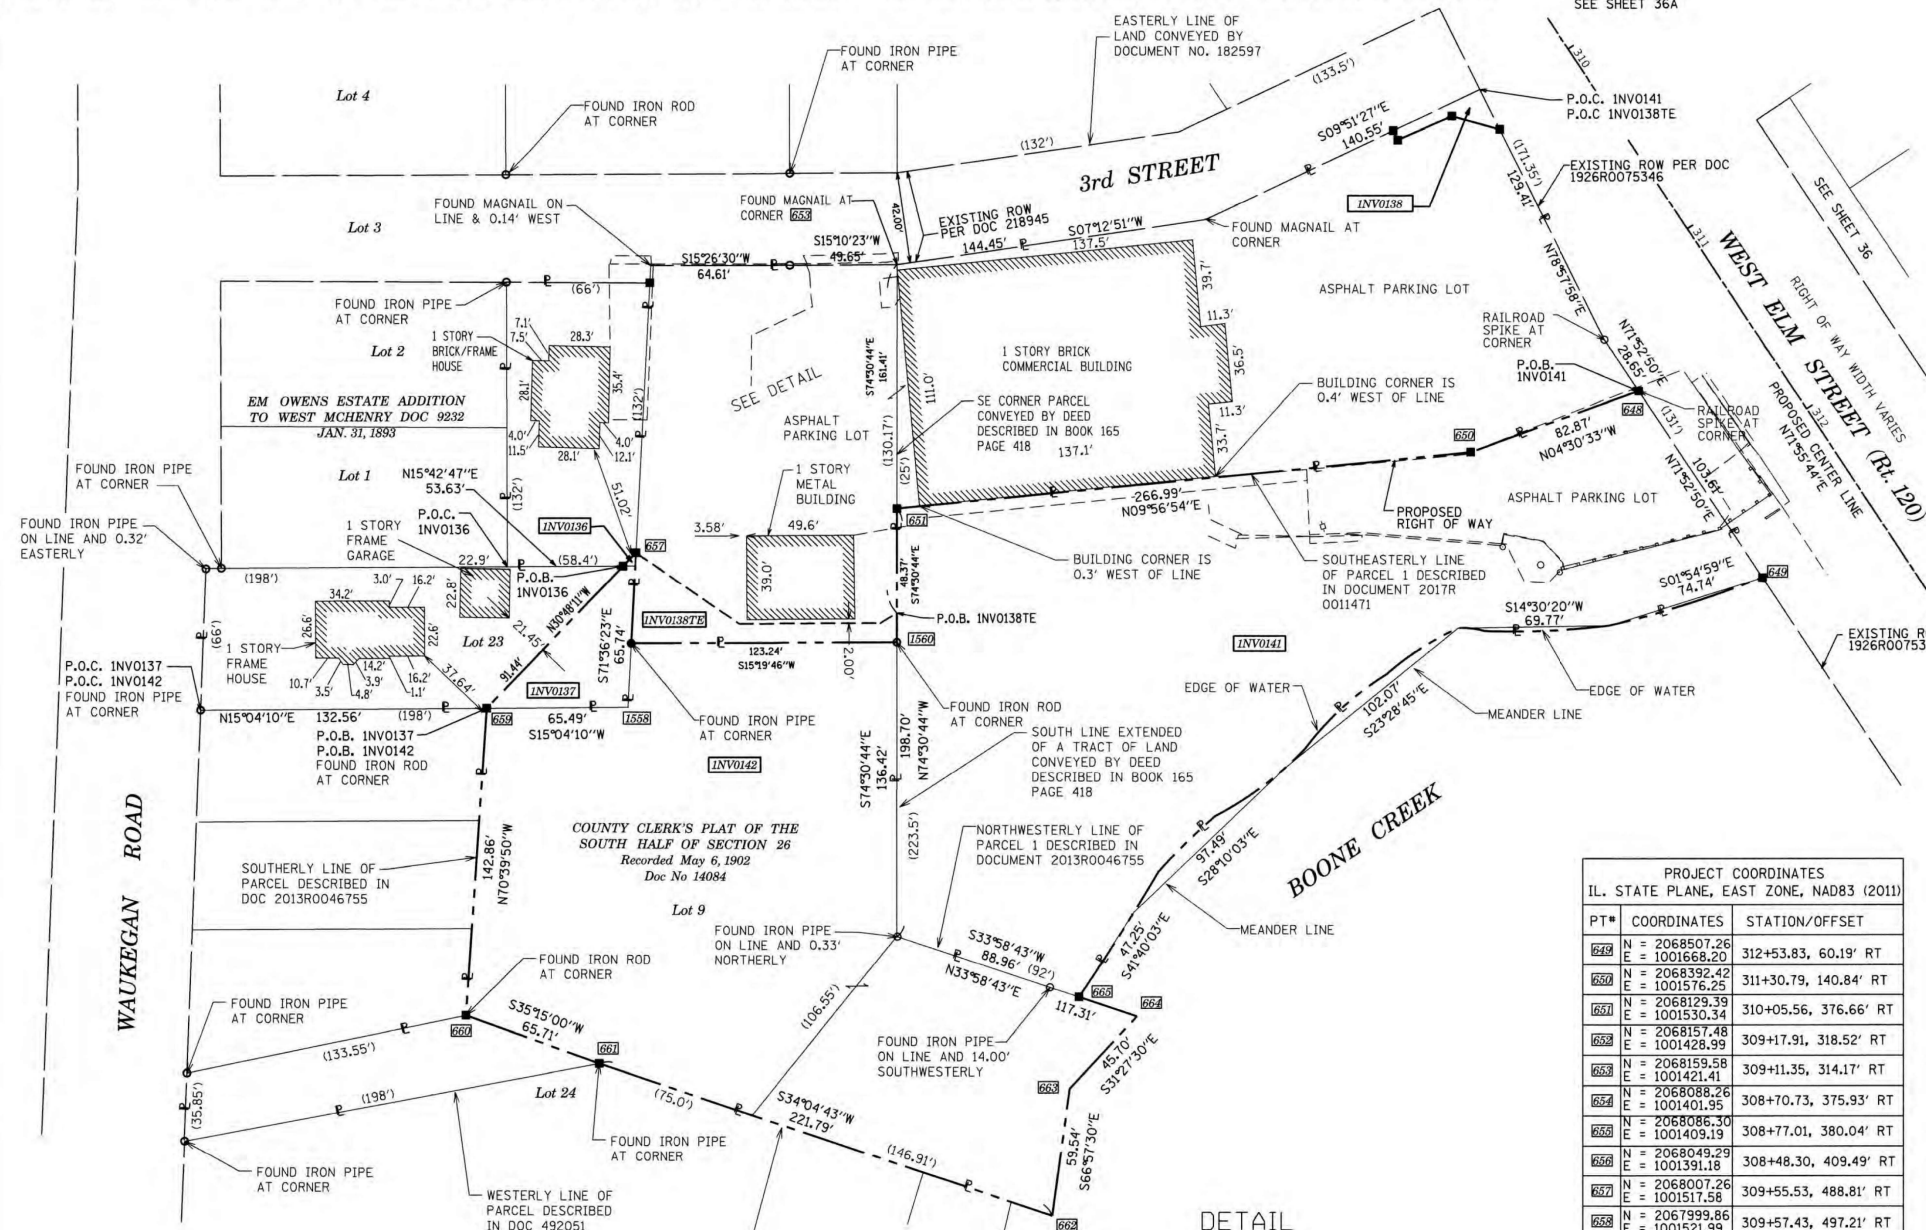 SEE SHEET 36A
EASTERLY LINE OF
LAND CONVEYED BY
DOCUMENT NO. 182597
FOUND IRON PIPE
AT CORNER
Lot 4
FOUND IRON ROD
AT CORNER
(133.5')
310
P.O.C. 1NV0141
P.O.C 1NV0138TE
S09°51'27"E
140.55'
(132')
3rd STREET
(171.35')
129.41'
EXISTING ROW PER DOC
1926R0075346
SEE SHEET 36
FOUND MAGNAIL ON
LINE & 0.14' WEST
FOUND MAGNAIL AT
CORNER 653
42.00'
EXISTING ROW
PER DOC 218945
1NV0138
Lot 3
S15°10'23"W
49.65'
S15°26'30"W
64.61'
144.45'
S07°12'51"W
137.5'
FOUND MAGNAIL AT
CORNER
N78°57'58"E
311
WEST ELM STREET (Rt. 120)
RIGHT OF WAY WIDTH VARIES
PROPOSED CENTER LINE
N71°55'44"E
312
FOUND IRON PIPE
AT CORNER
(66')
39.7'
ASPHALT PARKING LOT
RAILROAD
SPIKE AT
CORNER
7.1'
7.5'
28.3'
1 STORY
BRICK/FRAME
HOUSE
Lot 2
11.3'
N71°52'50"E
28.65'
P.O.B.
1NV0141
1 STORY BRICK
COMMERCIAL BUILDING
36.5'
S74°30'44"E
161.41'
111.0'
35.4'
28.1'
(132')
SEE DETAIL
BUILDING CORNER IS
0.4' WEST OF LINE
648
EM OWENS ESTATE ADDITION
TO WEST MCHENRY DOC 9232
JAN. 31, 1893
ASPHALT
PARKING LOT
SE CORNER PARCEL
CONVEYED BY DEED
DESCRIBED IN BOOK 165
PAGE 418
137.1'
11.3'
33.7'
RAILROAD
SPIKE AT
CORNER
(131')
82.87'
N04°30'33"W
650
4.0'
11.5'
28.1'
4.0'
12.1'
(130.17')
(25')
FOUND IRON PIPE
AT CORNER
Lot 1
N15°42'47"E
53.63'
(132')
51.02'
1 STORY
METAL
BUILDING
103.61'
N71°52'50"E
ASPHALT PARKING LOT
FOUND IRON PIPE
ON LINE AND 0.32'
EASTERLY
P.O.C.
1NV0136
1NV0136
266.99'
N09°56'54"E
PROPOSED
RIGHT OF WAY
651
3.58'
49.6'
1 STORY
FRAME
GARAGE
22.9'
(58.4')
657
BUILDING CORNER IS
0.3' WEST OF LINE
SOUTHEASTERLY LINE
OF PARCEL 1 DESCRIBED
IN DOCUMENT 2017R
0011471
(198')
P.O.B.
1NV0136
22.8'
39.0'
48.37'
S74°30'44"E
S01°54'59"E
74.74'
649
3.0'
16.2'
34.2'
26.6'
22.6'
N30°48'11"W
91.44'
1NV0138TE
P.O.B. 1NV0138TE
S14°30'20"W
69.77'
EXISTING R
1926R00753
(66')
Lot 23
21.45'
S71°36'23"E
65.74'
123.24'
S15°19'46"W
2.00'
1560
1NV0141
1 STORY
FRAME
HOUSE
P.O.C. 1NV0137
P.O.C. 1NV0142
FOUND IRON PIPE
AT CORNER
10.7'
3.5'
14.2'
3.9'
4.8'
16.2'
1.1'
37.64'
1NV0137
EDGE OF WATER
EDGE OF WATER
N15°04'10"E
132.56'
(198')
659
65.49'
S15°04'10"W
1558
FOUND IRON PIPE
AT CORNER
FOUND IRON ROD
AT CORNER
102.07'
S23°28'45"E
MEANDER LINE
P.O.B. 1NV0137
P.O.B. 1NV0142
FOUND IRON ROD
AT CORNER
1NV0142
S74°30'44"E
136.42'
198.70'
N74°30'44"W
SOUTH LINE EXTENDED
OF A TRACT OF LAND
CONVEYED BY DEED
DESCRIBED IN BOOK 165
PAGE 418
WAUKEGAN ROAD
142.86'
N70°39'50"W
COUNTY CLERK'S PLAT OF THE
SOUTH HALF OF SECTION 26
Recorded May 6, 1902
Doc No 14084
(223.5')
NORTHWESTERLY LINE OF
PARCEL 1 DESCRIBED IN
DOCUMENT 2013R0046755
97.49'
S28°10'03"E
BOONE CREEK
SOUTHERLY LINE OF
PARCEL DESCRIBED IN
DOC 2013R0046755
Lot 9
FOUND IRON PIPE
ON LINE AND 0.33'
NORTHERLY
MEANDER LINE
S33°58'43"W
88.96' (92')
N33°58'43"E
47.25'
S41°40'03"E
FOUND IRON ROD
AT CORNER
FOUND IRON PIPE
AT CORNER
665
664
117.31'
660
S35°15'00"W
65.71'
(106.55')
(133.55')
661
FOUND IRON PIPE
ON LINE AND 14.00'
SOUTHWESTERLY
45.70'
S31°27'30"E
663
(35.85')
(198')
Lot 24
(75.0')
S34°04'43"W
221.79'
FOUND IRON PIPE
AT CORNER
(146.91')
59.54'
S66°57'30"E
FOUND IRON PIPE
AT CORNER
WESTERLY LINE OF
PARCEL DESCRIBED
IN DOC 492051
662
DETAIL
PROJECT COORDINATES
IL. STATE PLANE, EAST ZONE, NAD83 (2011)
PT# COORDINATES STATION/OFFSET
649 N = 2068507.26 E = 1001668.20 312+53.83, 60.19' RT
650 N = 2068392.42 E = 1001576.25 311+30.79, 140.84' RT
651 N = 2068129.39 E = 1001530.34 310+05.56, 376.66' RT
652 N = 2068157.48 E = 1001428.99 309+17.91, 318.52' RT
653 N = 2068159.58 E = 1001421.41 309+11.35, 314.17' RT
654 N = 2068088.26 E = 1001401.95 308+70.73, 375.93' RT
655 N = 2068086.30 E = 1001409.19 308+77.01, 380.04' RT
656 N = 2068049.29 E = 1001391.18 308+48.30, 409.49' RT
657 N = 2068007.26 E = 1001517.58 309+55.53, 488.81' RT
658 N = 2067999.86 E = 1001521.99 309+57.43, 497.21' RT